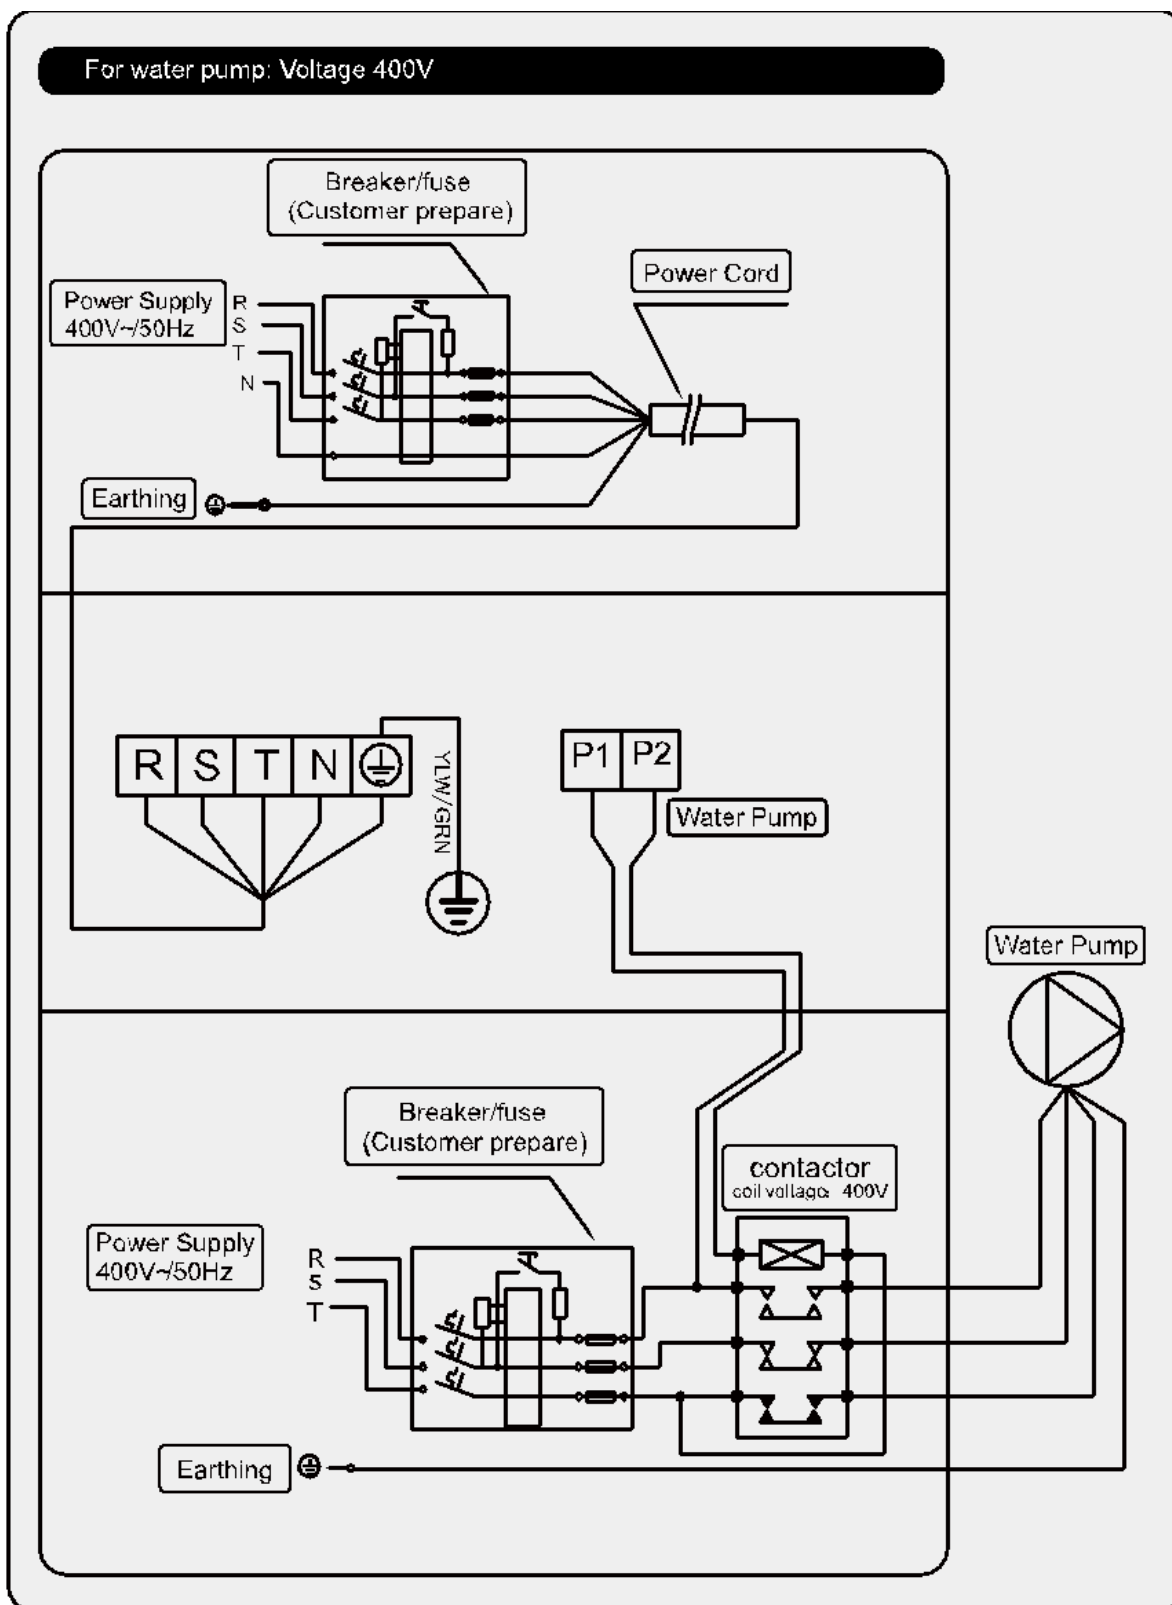 For water pump: Voltage 400V
Breaker/fuse
(Customer prepare)
Power Cord
Power Supply
400V~/50Hz
R
S
T
N
Earthing
R S T N
YLW/GRN
P1 P2
Water Pump
Water Pump
Breaker/fuse
(Customer prepare)
contactor
coil voltage: 400V
Power Supply
400V~/50Hz
R
S
T
Earthing